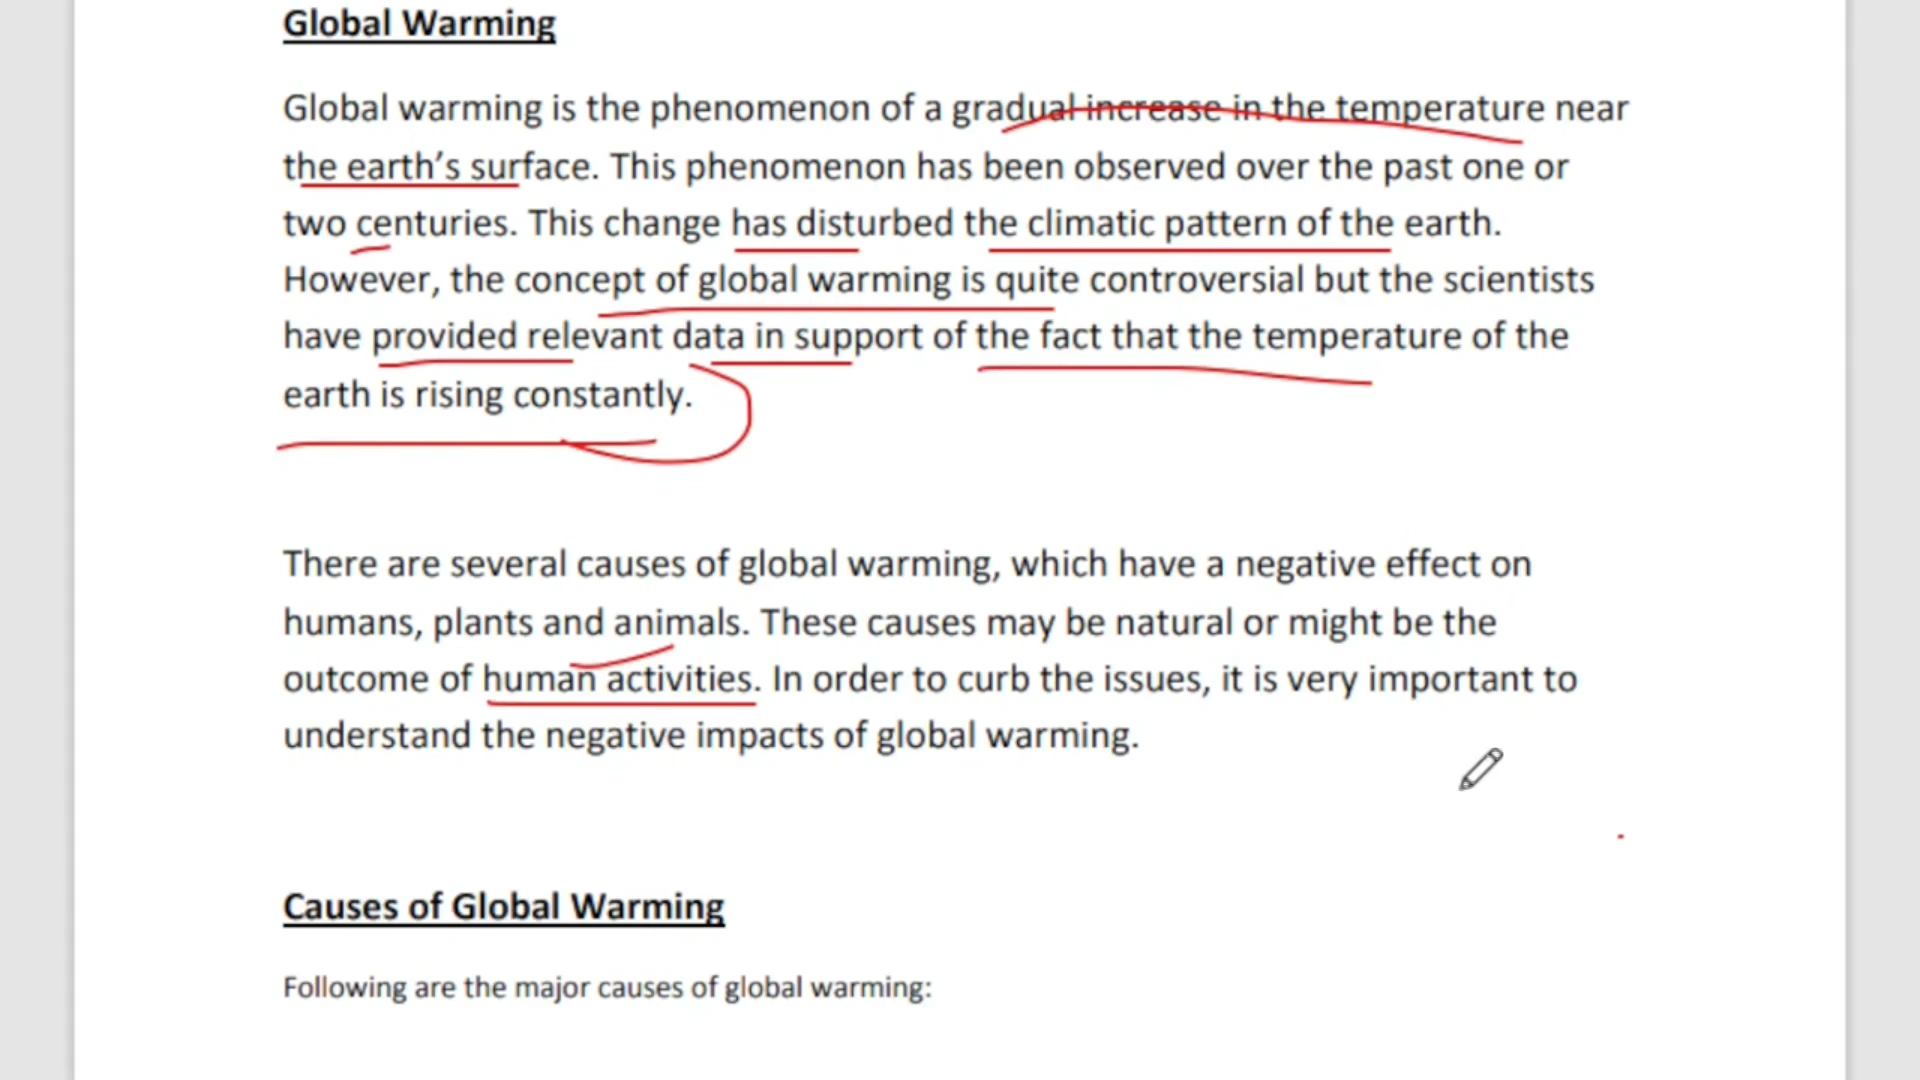 Global Warming
Global warming is the phenomenon of a gradual increase in the temperature near
the earth’s surface. This phenomenon has been observed over the past one or
two centuries. This change has disturbed the climatic pattern of the earth.
However, the concept of global warming is quite controversial but the scientists
have provided relevant data in support of the fact that the temperature of the
earth is rising constantly.
There are several causes of global warming, which have a negative effect on
humans, plants and animals. These causes may be natural or might be the
outcome of human activities. In order to curb the issues, it is very important to
understand the negative impacts of global warming.
Causes of Global Warming
Following are the major causes of global warming: